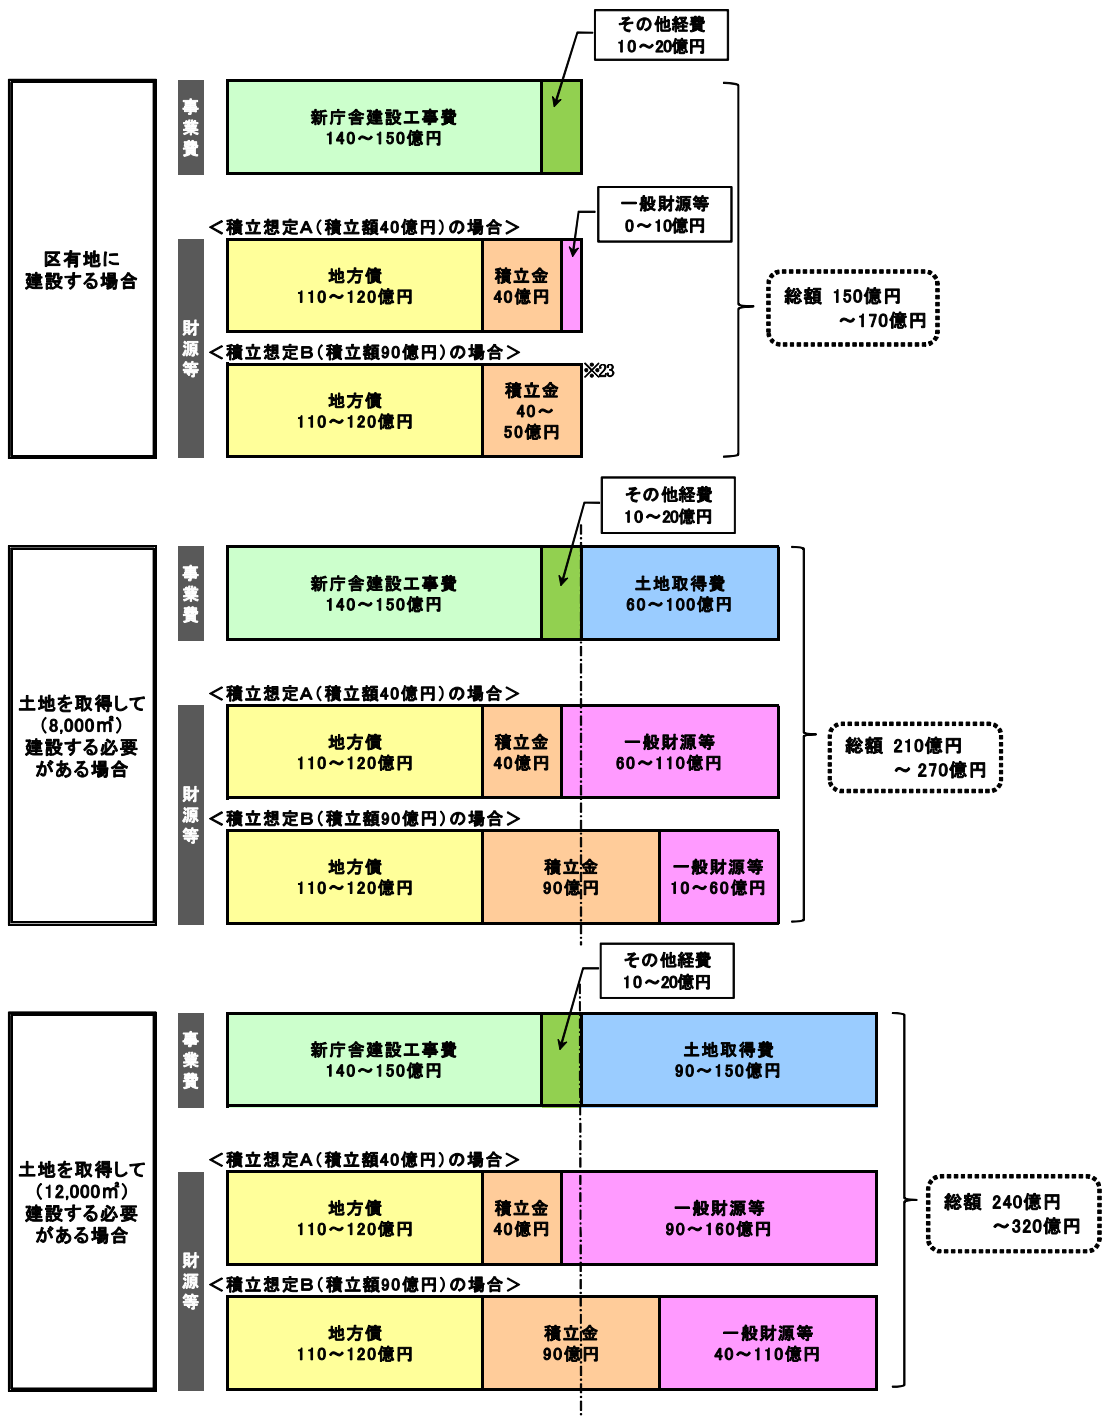 その他経費
10～20億円
区有地に
建設する場合
事業費
新庁舎建設工事費
140～150億円
一般財源等
0～10億円
財源等
＜積立想定A（積立額40億円）の場合＞
地方債
110～120億円
積立金
40億円
＜積立想定B（積立額90億円）の場合＞
地方債
110～120億円
積立金
40～
50億円
※23
総額 150億円
～170億円
その他経費
10～20億円
土地を取得して
（8,000㎡）
建設する必要
がある場合
事業費
新庁舎建設工事費
140～150億円
土地取得費
60～100億円
財源等
＜積立想定A（積立額40億円）の場合＞
地方債
110～120億円
積立金
40億円
一般財源等
60～110億円
＜積立想定B（積立額90億円）の場合＞
地方債
110～120億円
積立金
90億円
一般財源等
10～60億円
総額 210億円
～ 270億円
その他経費
10～20億円
土地を取得して
（12,000㎡）
建設する必要
がある場合
事業費
新庁舎建設工事費
140～150億円
土地取得費
90～150億円
財源等
＜積立想定A（積立額40億円）の場合＞
地方債
110～120億円
積立金
40億円
一般財源等
90～160億円
＜積立想定B（積立額90億円）の場合＞
地方債
110～120億円
積立金
90億円
一般財源等
40～110億円
総額 240億円
～320億円